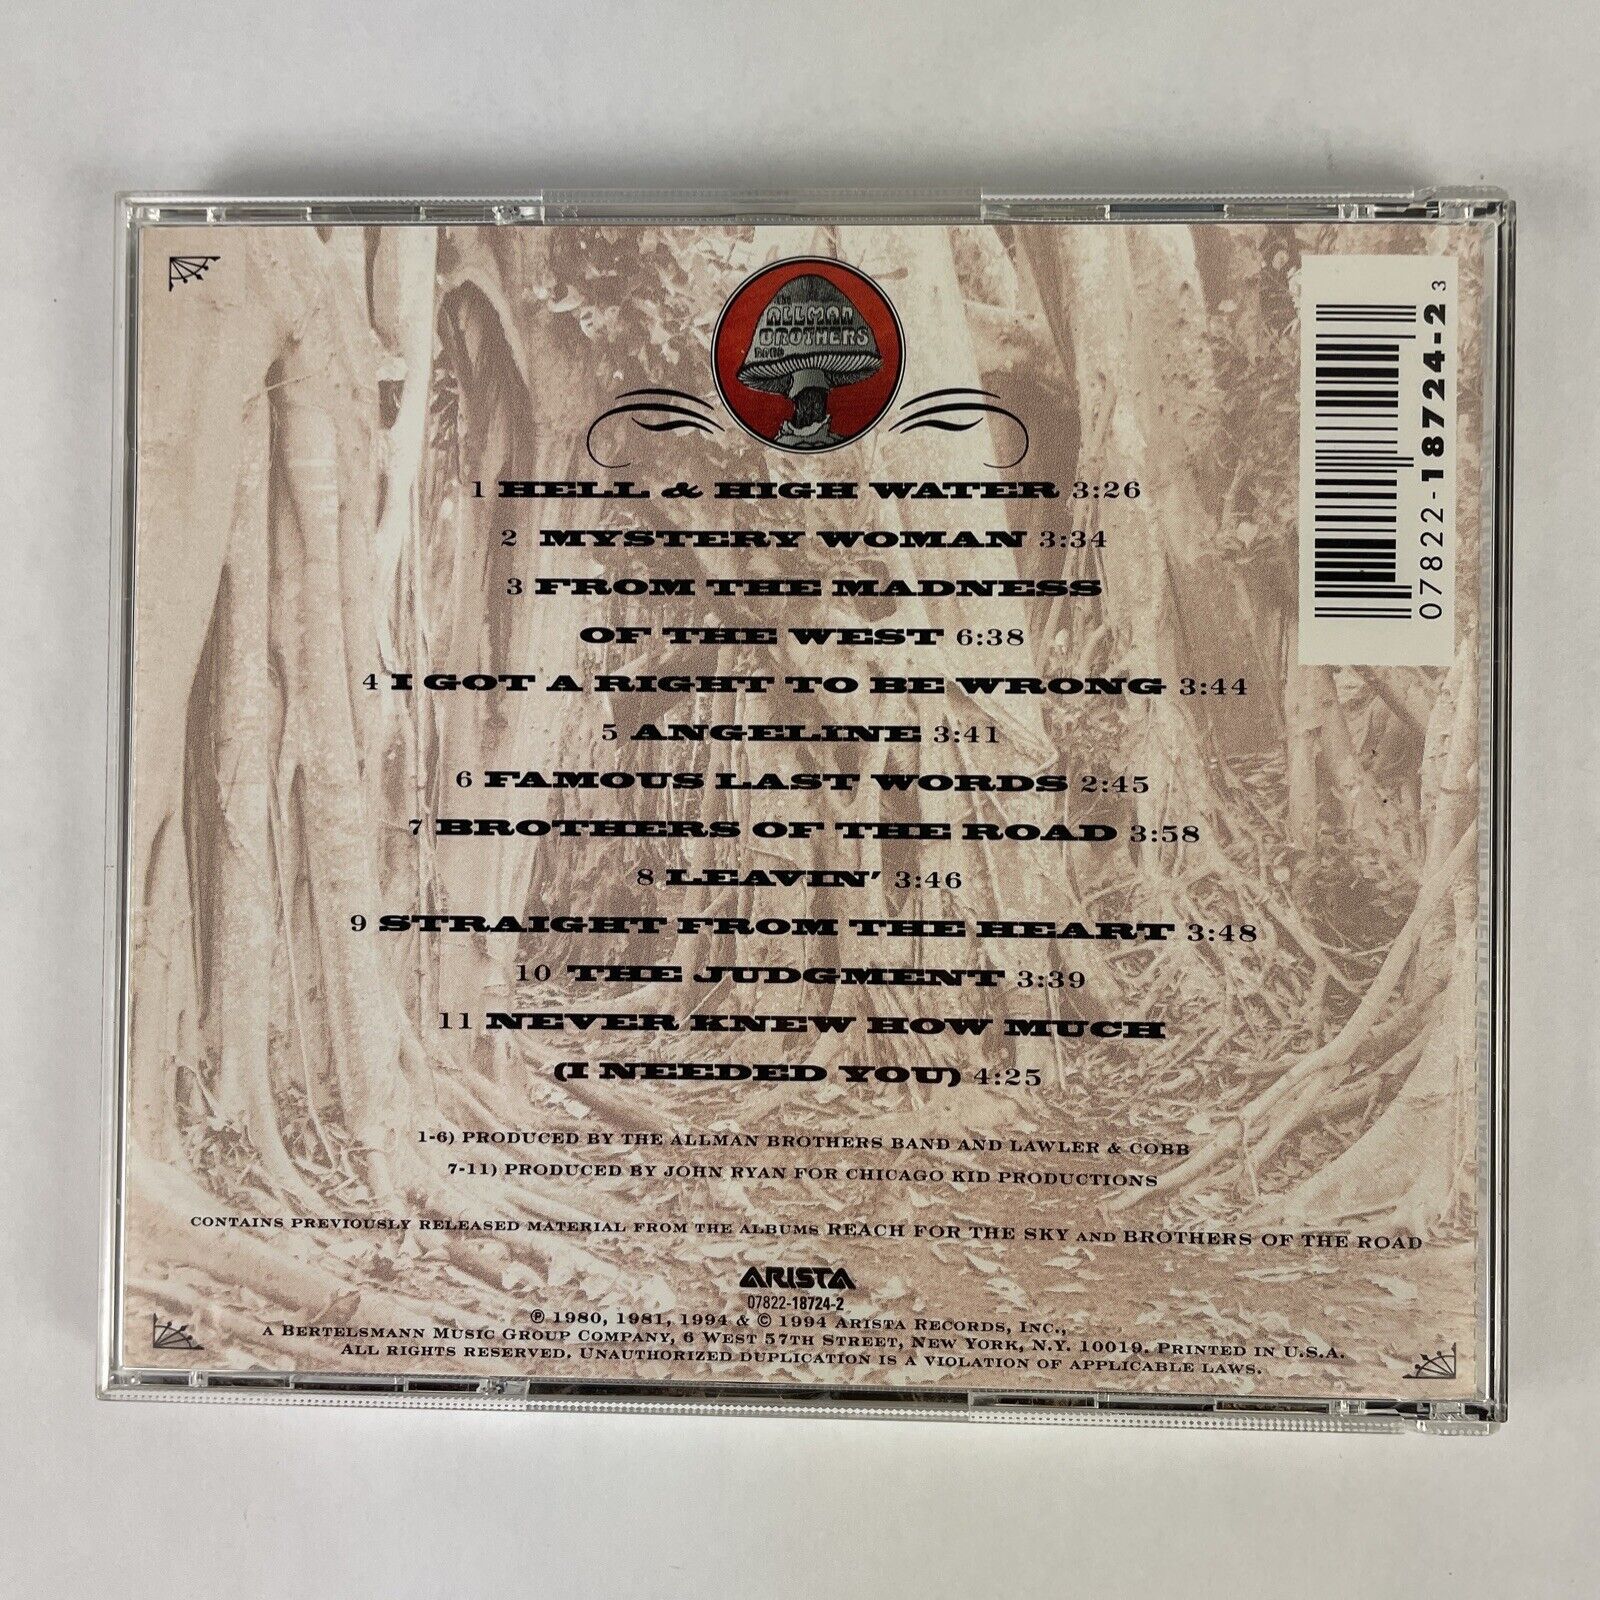 the
ALLMAN
BROTHERS
BAND
1 HELL & HIGH WATER 3:26
2 MYSTERY WOMAN 3:34
3 FROM THE MADNESS
OF THE WEST 6:38
4 I GOT A RIGHT TO BE WRONG 3:44
5 ANGELINE 3:41
6 FAMOUS LAST WORDS 2:45
7 BROTHERS OF THE ROAD 3:58
8 LEAVIN' 3:46
9 STRAIGHT FROM THE HEART 3:48
10 THE JUDGMENT 3:39
11 NEVER KNEW HOW MUCH
(I NEEDED YOU) 4:25
1-6) PRODUCED BY THE ALLMAN BROTHERS BAND AND LAWLER & COBB
7-11) PRODUCED BY JOHN RYAN FOR CHICAGO KID PRODUCTIONS
CONTAINS PREVIOUSLY RELEASED MATERIAL FROM THE ALBUMS REACH FOR THE SKY AND BROTHERS OF THE ROAD
ARISTA
07822-18724-2
℗ 1980, 1981, 1994 & © 1994 ARISTA RECORDS, INC.,
A BERTELSMANN MUSIC GROUP COMPANY, 6 WEST 57TH STREET, NEW YORK, N.Y. 10019. PRINTED IN U.S.A.
ALL RIGHTS RESERVED. UNAUTHORIZED DUPLICATION IS A VIOLATION OF APPLICABLE LAWS.
07822-18724-2 3